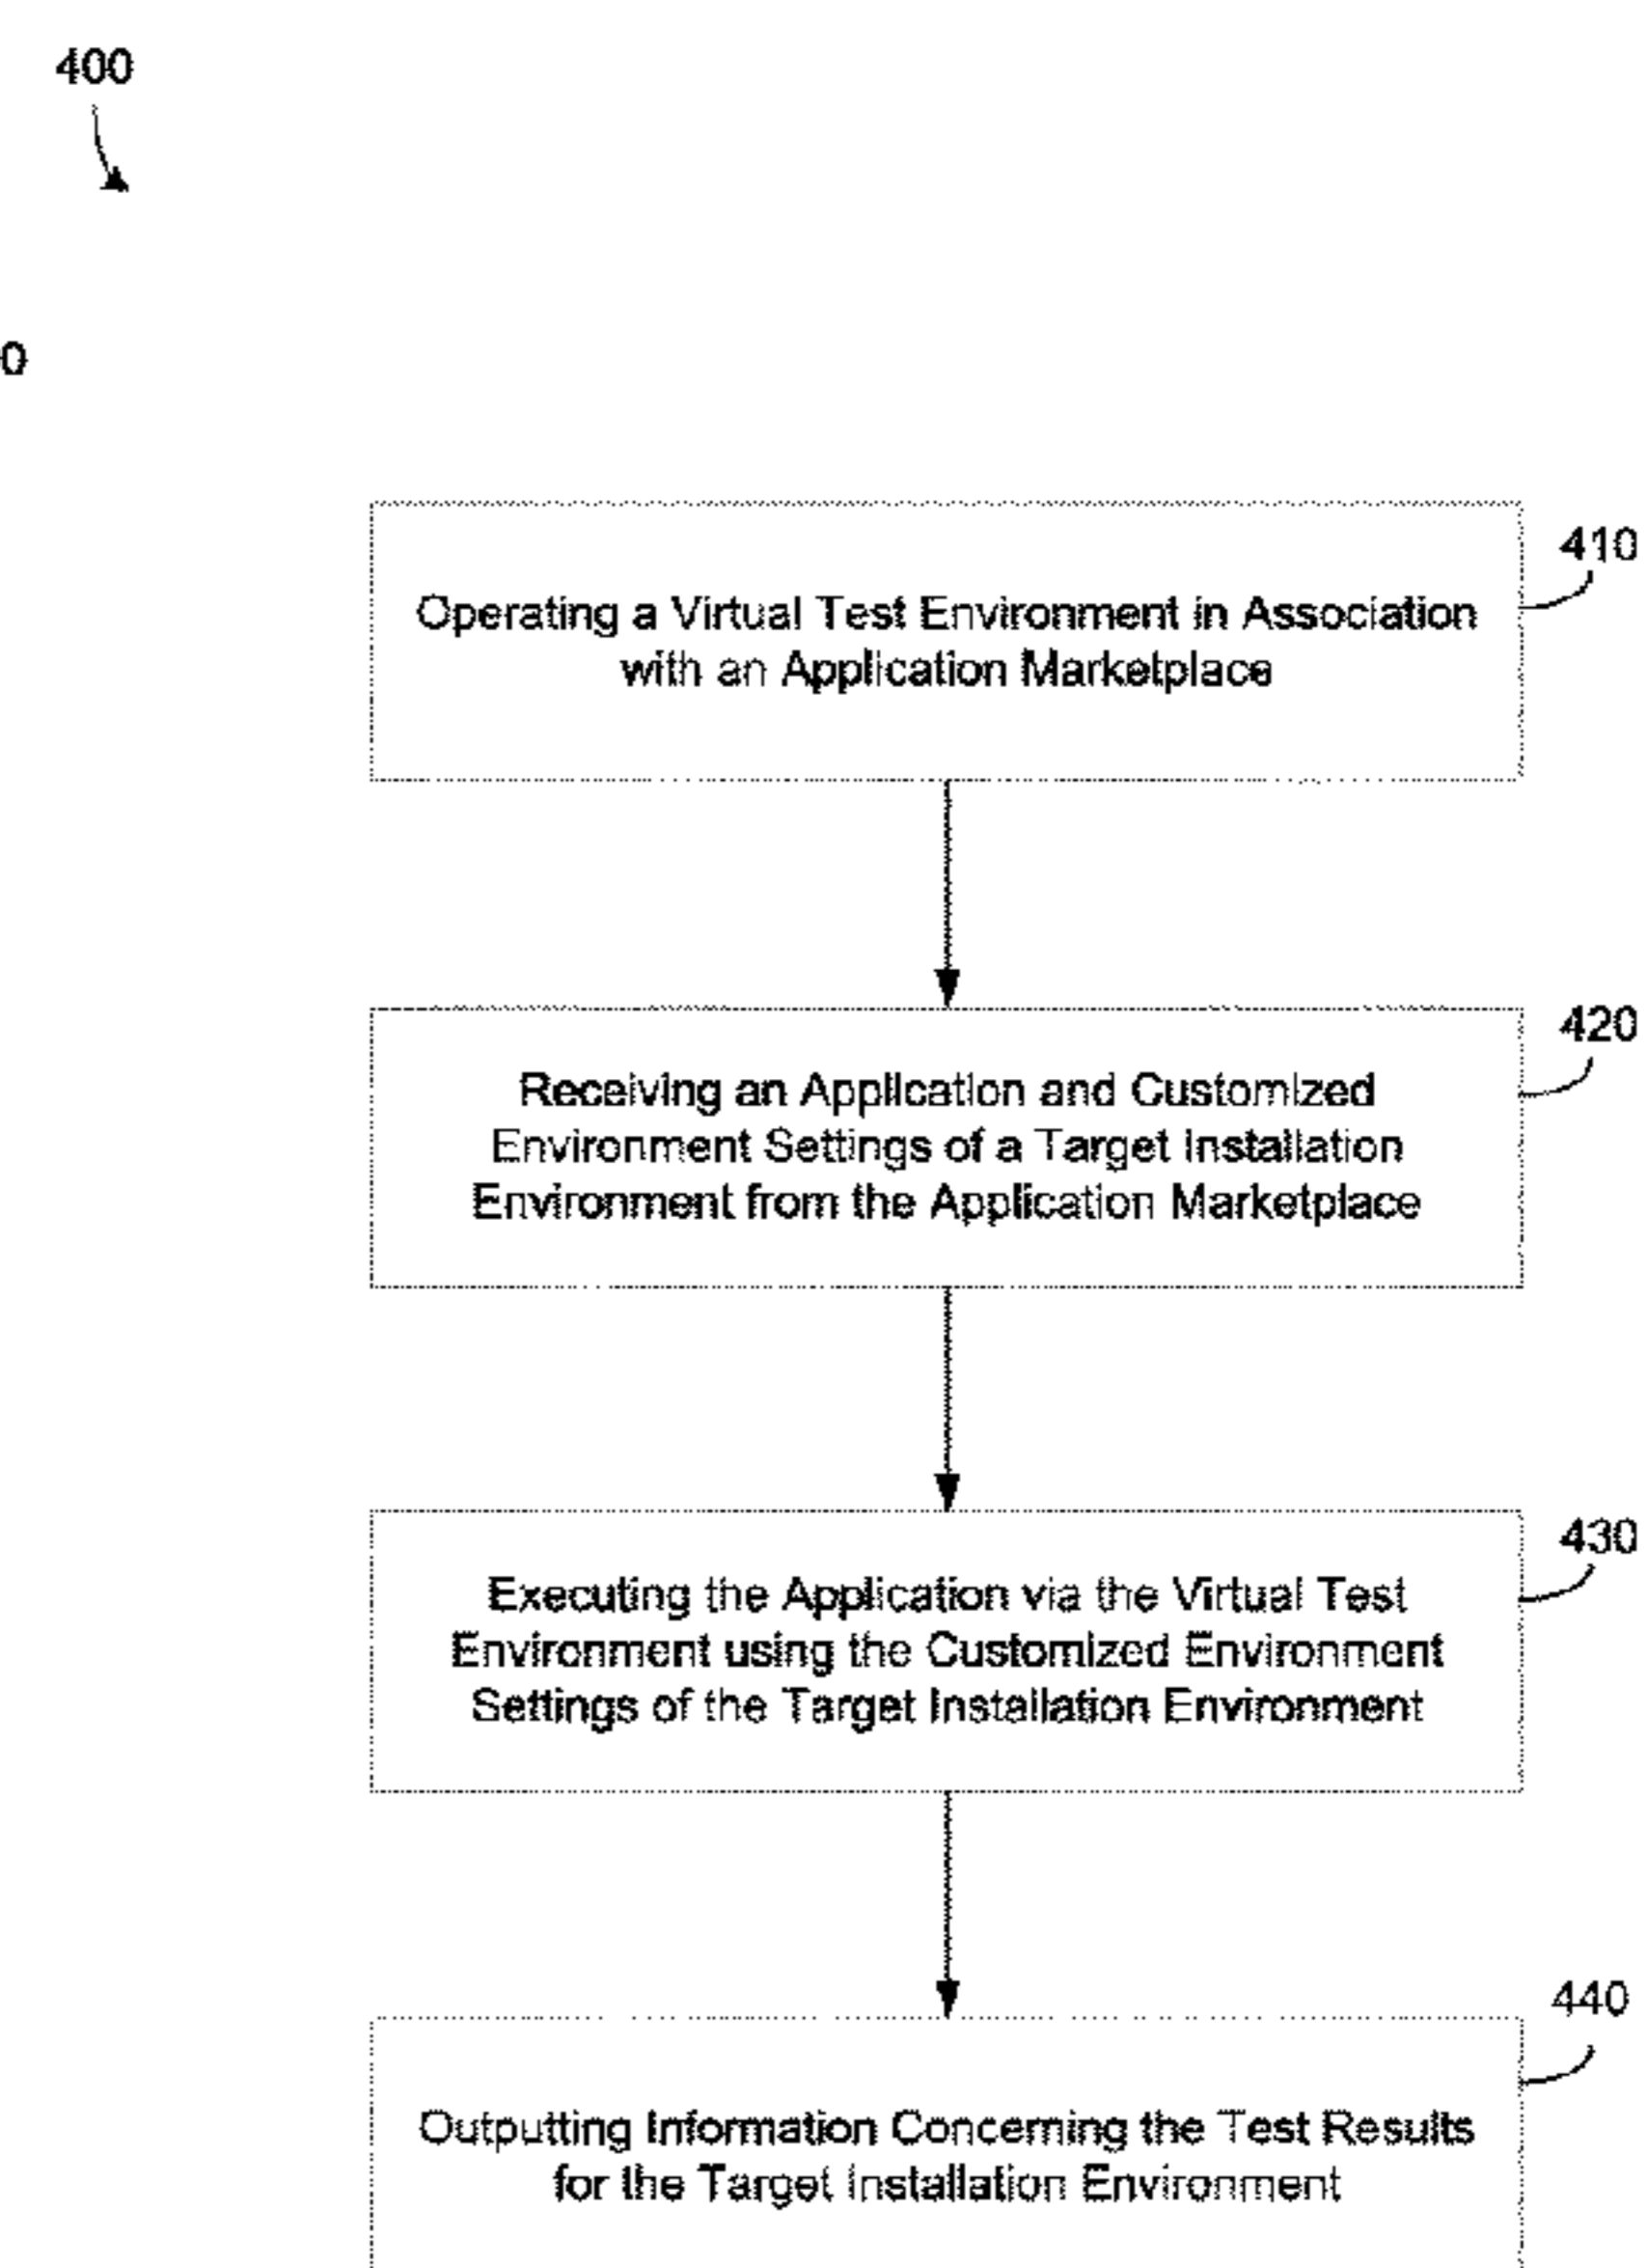 400
0
410
Operating a Virtual Test Environment in Association
with an Application Marketplace
420
Receiving an Application and Customized
Environment Settings of a Target Installation
Environment from the Application Marketplace
430
Executing the Application via the Virtual Test
Environment using the Customized Environment
Settings of the Target Installation Environment
440
Outputting Information Concerning the Test Results
for the Target Installation Environment